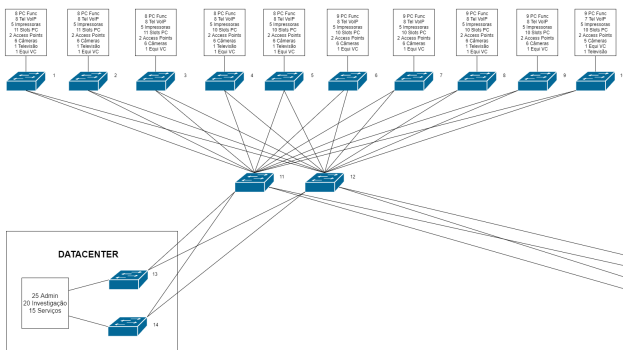 8 PC Func
8 Tel VoIP
5 Impressoras
11 Slots PC
2 Access Points
6 Câmeras
1 Televisão
1 Equi VC
8 PC Func
8 Tel VoIP
5 Impressoras
11 Slots PC
2 Access Points
6 Câmeras
1 Televisão
1 Equi VC
8 PC Func
8 Tel VoIP
5 Impressoras
11 Slots PC
2 Access Points
6 Câmeras
1 Equi VC
8 PC Func
8 Tel VoIP
5 Impressoras
10 Slots PC
2 Access Points
6 Câmeras
1 Televisão
1 Equi VC
8 PC Func
8 Tel VoIP
5 Impressoras
10 Slots PC
2 Access Points
6 Câmeras
1 Televisão
1 Equi VC
8 PC Func
8 Tel VoIP
5 Impressoras
10 Slots PC
2 Access Points
6 Câmeras
1 Equi VC
9 PC Func
8 Tel VoIP
5 Impressoras
10 Slots PC
2 Access Points
6 Câmeras
1 Equi VC
9 PC Func
8 Tel VoIP
5 Impressoras
10 Slots PC
2 Access Points
6 Câmeras
1 Televisão
1 Equi VC
9 PC Func
8 Tel VoIP
5 Impressoras
10 Slots PC
2 Access Points
6 Câmeras
1 Equi VC
9 PC Func
7 Tel VoIP
5 Impressoras
10 Slots PC
2 Access Points
5 Câmeras
1 Equi VC
1 Televisão
1
2
3
4
5
6
7
8
9
11
12
DATACENTER
13
25 Admin
20 Investigação
15 Serviços
14